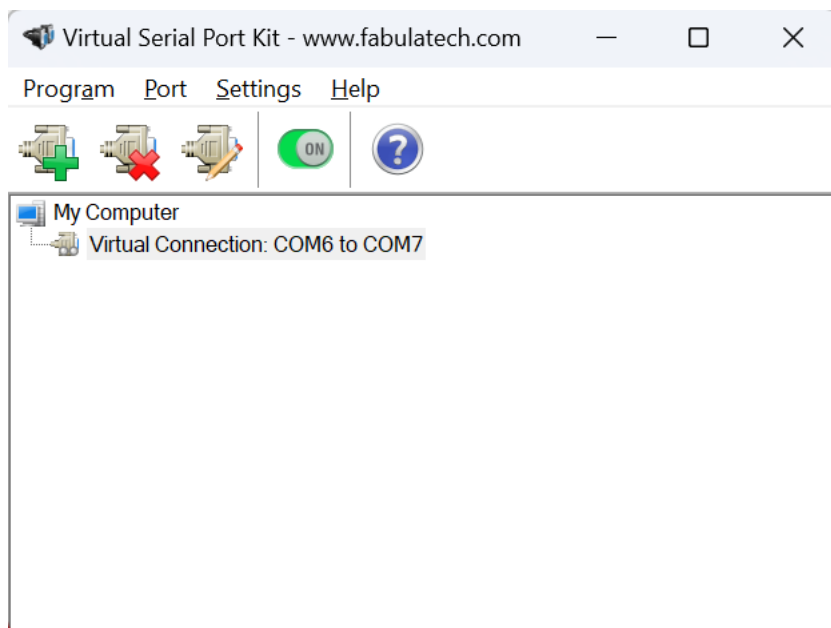 Virtual Serial Port Kit - www.fabulatech.com
Program Port Settings Help
ON ?
My Computer
Virtual Connection: COM6 to COM7